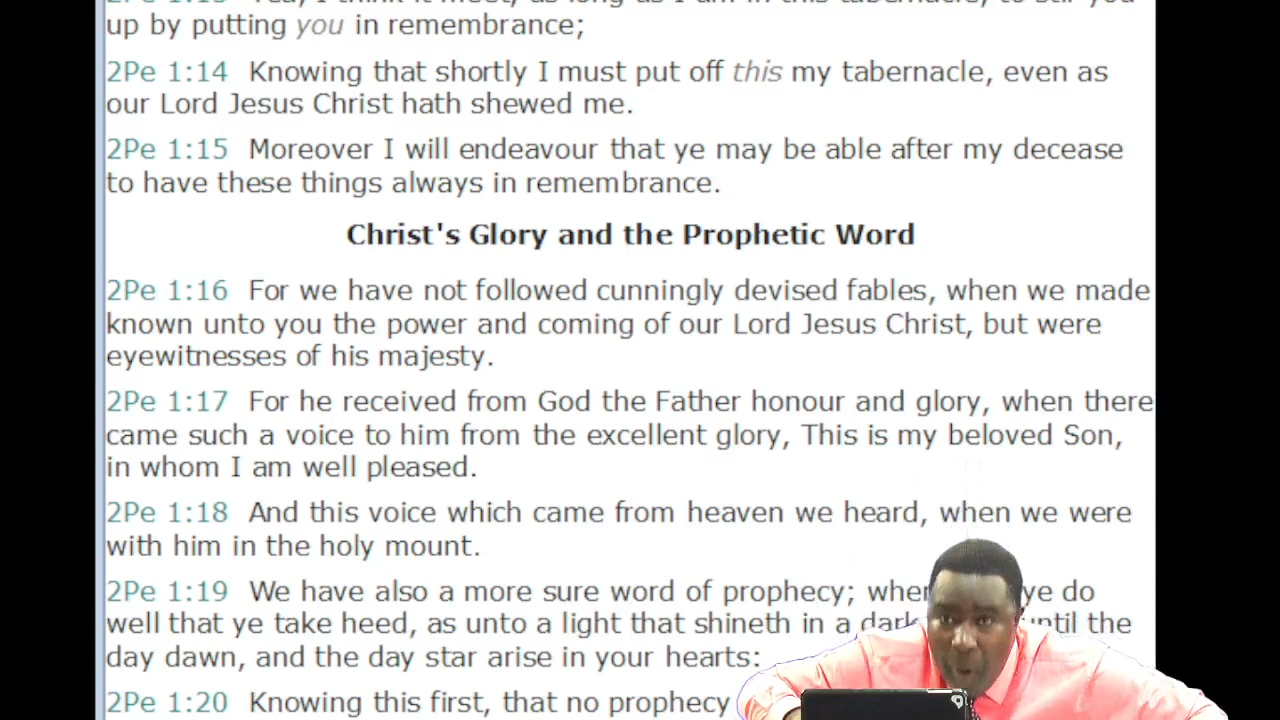 up by putting you in remembrance;
2Pe 1:14 Knowing that shortly I must put off this my tabernacle, even as
our Lord Jesus Christ hath shewed me.
2Pe 1:15 Moreover I will endeavour that ye may be able after my decease
to have these things always in remembrance.
Christ's Glory and the Prophetic Word
2Pe 1:16 For we have not followed cunningly devised fables, when we made
known unto you the power and coming of our Lord Jesus Christ, but were
eyewitnesses of his majesty.
2Pe 1:17 For he received from God the Father honour and glory, when there
came such a voice to him from the excellent glory, This is my beloved Son,
in whom I am well pleased.
2Pe 1:18 And this voice which came from heaven we heard, when we were
with him in the holy mount.
2Pe 1:19 We have also a more sure word of prophecy; ye do
well that ye take heed, as unto a light that shineth in a dark until the
day dawn, and the day star arise in your hearts:
2Pe 1:20 Knowing this first, that no prophecy